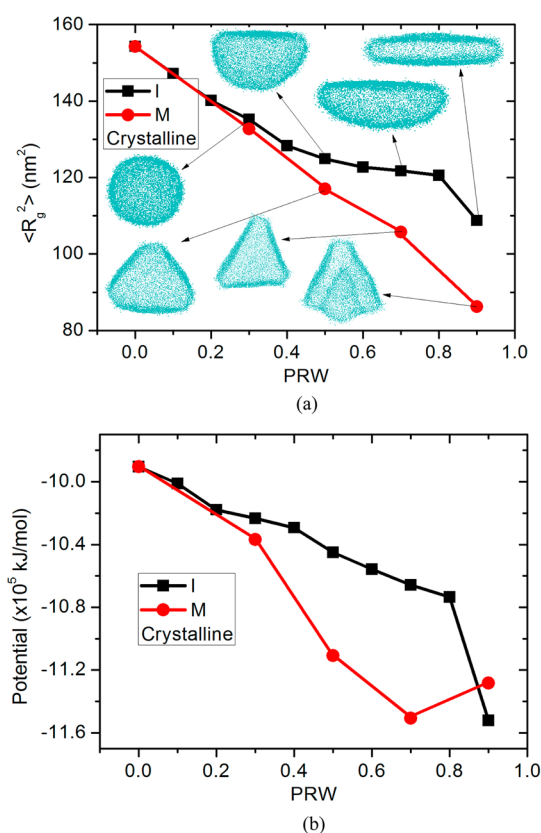 160
140
120
100
80
<R_g^2> (nm^2)
I
M
Crystalline
0.0 0.2 0.4 0.6 0.8 1.0
PRW
(a)
-10.0
-10.4
-10.8
-11.2
-11.6
Potential (x10^5 kJ/mol)
I
M
Crystalline
0.0 0.2 0.4 0.6 0.8 1.0
PRW
(b)